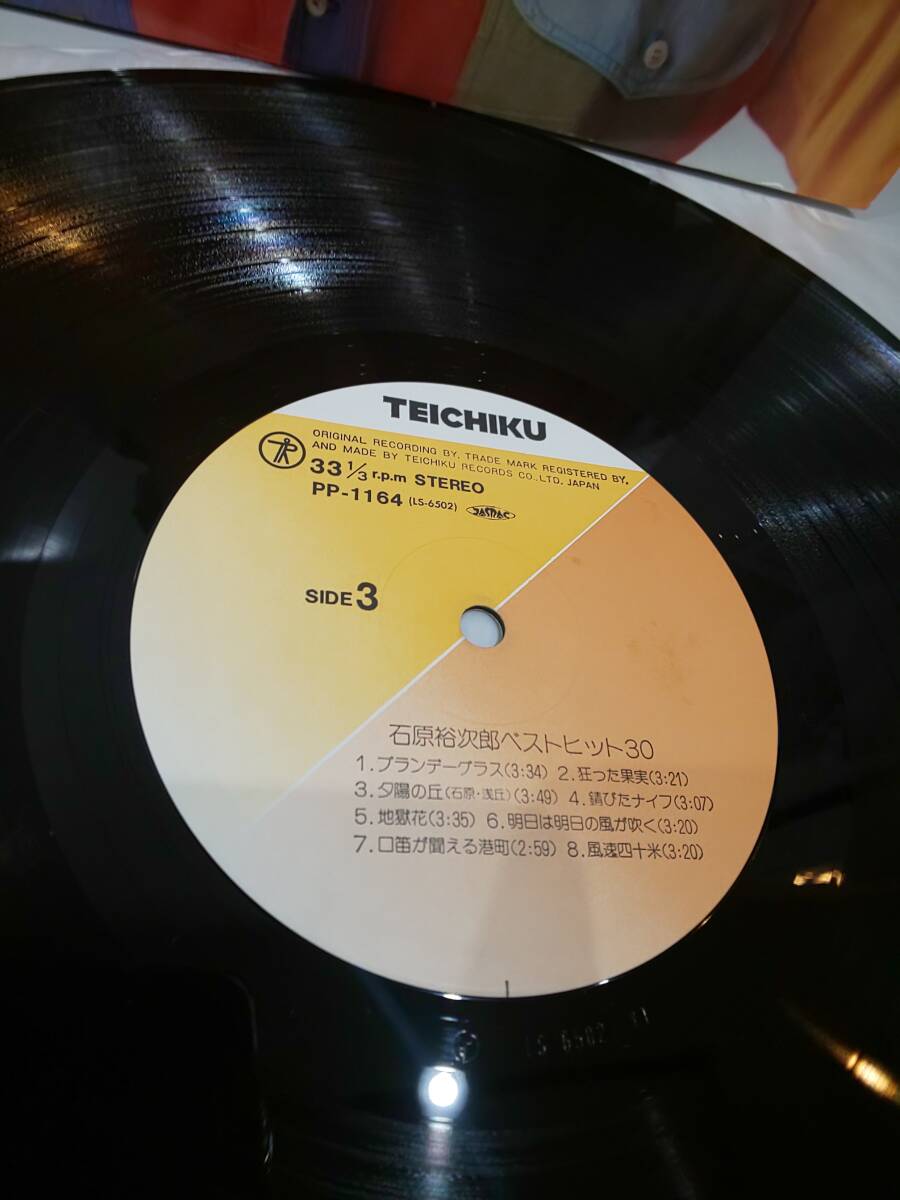 TEICHIKU
ORIGINAL RECORDING BY, TRADE MARK REGISTERED BY,
AND MADE BY TEICHIKU RECORDS CO.,LTD. JAPAN
33 1/3 r.p.m STEREO
PP-1164 (LS-6502) JASRAC
SIDE 3
石原裕次郎ベストヒット30
1.ブランデーグラス(3:34) 2.狂った果実(3:21)
3.夕陽の丘(石原・浅丘)(3:49) 4.錆びたナイフ(3:07)
5.地獄花(3:35) 6.明日は明日の風が吹く(3:20)
7.口笛が聞える港町(2:59) 8.風速四十米(3:20)